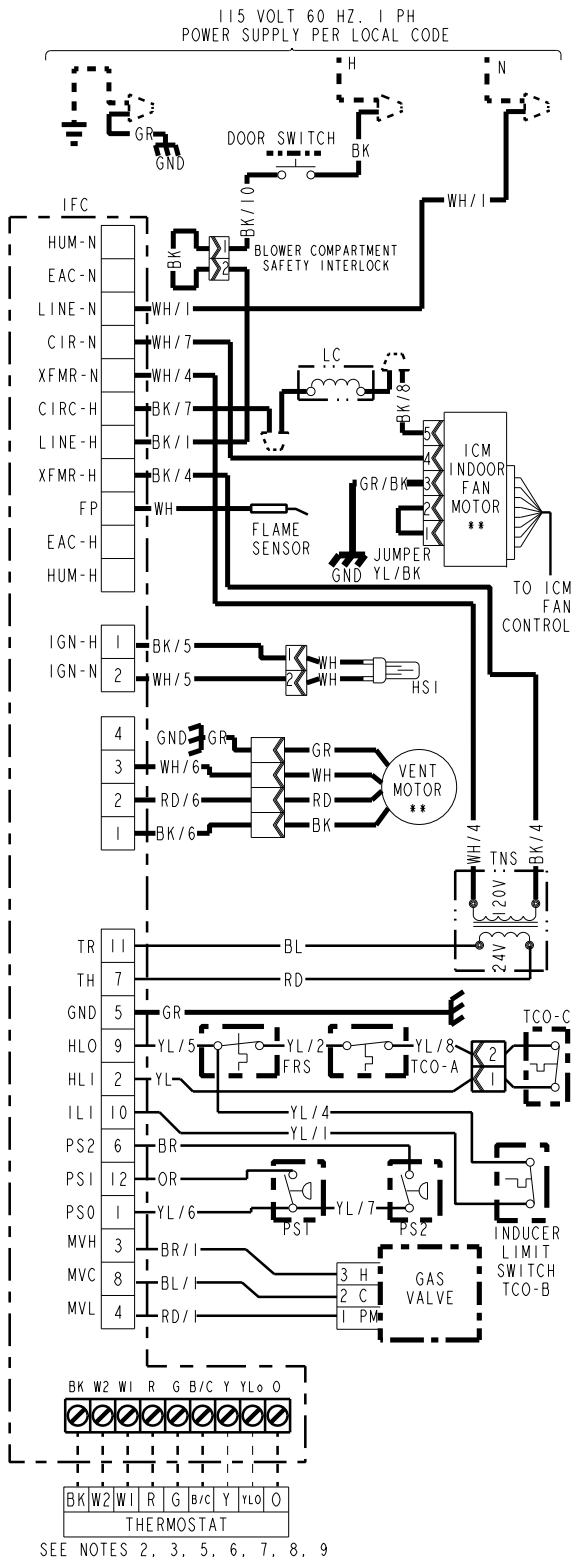 115 VOLT 60 HZ. 1 PH
POWER SUPPLY PER LOCAL CODE
H
N
GR
GND
DOOR SWITCH
BK
BK/10
WH/1
IFC
HUM-N
EAC-N
LINE-N
CIR-N
XFMR-N
CIRC-H
LINE-H
XFMR-H
FP
EAC-H
HUM-H
BK
1
2
BLOWER COMPARTMENT
SAFETY INTERLOCK
WH/1
WH/7
WH/4
BK/7
BK/1
BK/4
WH
LC
BK/8
5
4
3
2
1
ICM
INDOOR
FAN
MOTOR
**
GR/BK
GND
JUMPER
YL/BK
FLAME
SENSOR
TO ICM
FAN
CONTROL
IGN-H 1 BK/5
IGN-N 2 WH/5
1 WH
2 WH
HSI
4 GND GR
3 WH/6
2 RD/6
1 BK/6
GR
WH
RD
BK
VENT
MOTOR
**
WH/4
BK/4
TNS
120V
24V
TR 11 BL
TH 7 RD
GND 5 GR
HLO 9 YL/5
FRS
YL/2
TCO-A
YL/8
2
1
TCO-C
HLI 2 YL
ILI 10
YL/4
YL/1
PS2 6 BR
PS1 12 OR
PSO 1 YL/6
PS1
YL/7
PS2
INDUCER
LIMIT
SWITCH
TCO-B
MVH 3 BR/1
MVC 8 BL/1
MVL 4 RD/1
3 H
2 C
1 PM
GAS
VALVE
BK W2 W1 R G B/C Y YLo O
BK W2 W1 R G B/C Y YLO O
THERMOSTAT
SEE NOTES 2, 3, 5, 6, 7, 8, 9